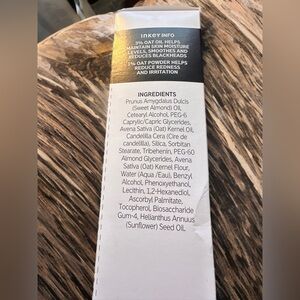 INKEY INFO
3% OAT OIL HELPS
MAINTAIN SKIN MOISTURE
LEVELS, SMOOTHES AND
REDUCES BLACKHEADS
1% OAT POWDER HELPS
REDUCE REDNESS
AND IRRITATION
INGREDIENTS
Prunus Amygdalus Dulcis
(Sweet Almond) Oil,
Cetearyl Alcohol, PEG-6
Caprylic/Capric Glycerides,
Avena Sativa (Oat) Kernel Oil,
Candelilla Cera (Cire de
candelilla), Silica, Sorbitan
Stearate, Tribehenin, PEG-60
Almond Glycerides, Avena
Sativa (Oat) Kernel Flour,
Water (Aqua /Eau), Benzyl
Alcohol, Phenoxyethanol,
Lecithin, 1,2-Hexanediol,
Ascorbyl Palmitate,
Tocopherol, Biosaccharide
Gum-4, Helianthus Annuus
(Sunflower) Seed Oil.